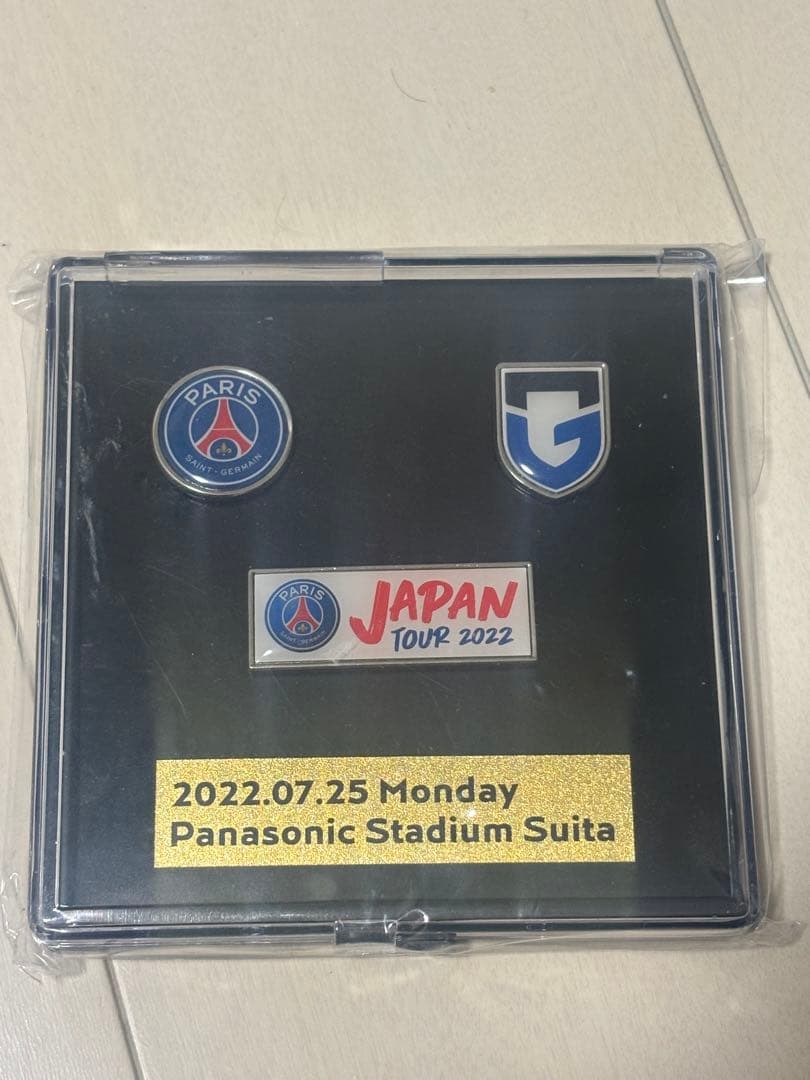 PARIS
SAINT-GERMAIN
G
PARIS
SAINT-GERMAIN
JAPAN
TOUR 2022
2022.07.25 Monday
Panasonic Stadium Suita